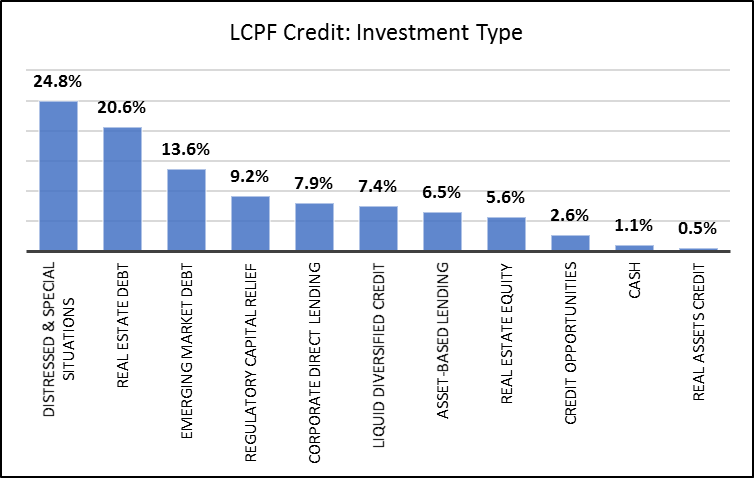 LCPF Credit: Investment Type
24.8%
20.6%
13.6%
9.2%
7.9%
7.4%
6.5%
5.6%
2.6%
1.1%
0.5%
DISTRESSED & SPECIAL
SITUATIONS
REAL ESTATE DEBT
EMERGING MARKET DEBT
REGULATORY CAPITAL RELIEF
CORPORATE DIRECT LENDING
LIQUID DIVERSIFIED CREDIT
ASSET-BASED LENDING
REAL ESTATE EQUITY
CREDIT OPPORTUNITIES
CASH
REAL ASSETS CREDIT